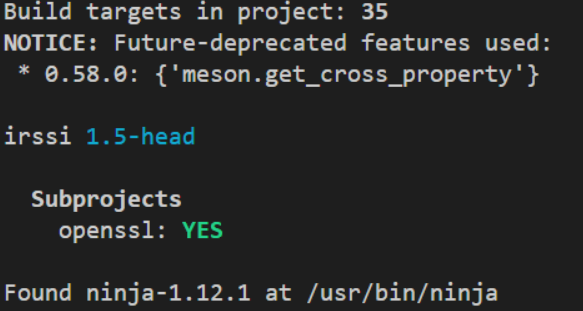 Build targets in project: 35
NOTICE: Future-deprecated features used:
* 0.58.0: {'meson.get_cross_property'}
irssi 1.5-head
Subprojects
openssl: YES
Found ninja-1.12.1 at /usr/bin/ninja